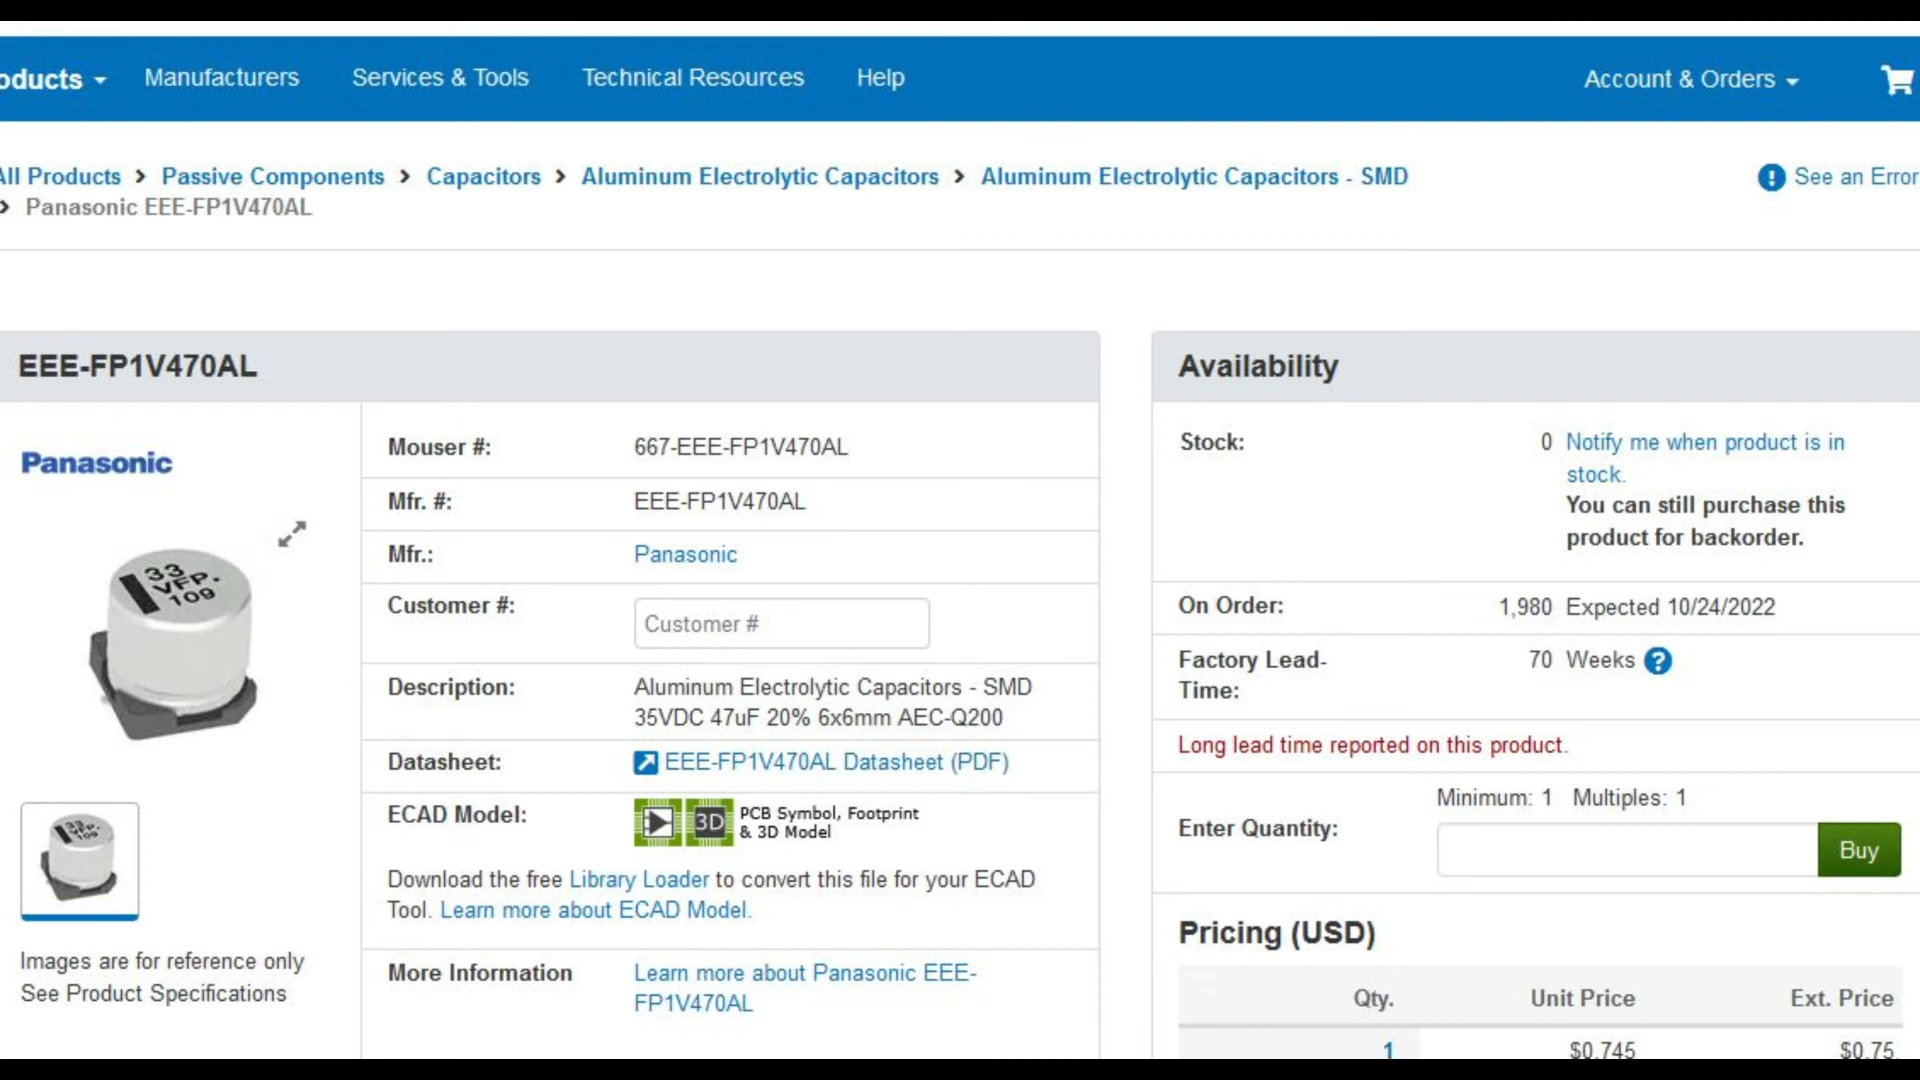 Manufacturers Services & Tools Technical Resources Help Account & Orders
Products > Passive Components > Capacitors > Aluminum Electrolytic Capacitors > Aluminum Electrolytic Capacitors - SMD
> Panasonic EEE-FP1V470AL
See an Error
EEE-FP1V470AL
Panasonic
33
VFP.
109
33
VFP.
109
Images are for reference only
See Product Specifications
Mouser #: 667-EEE-FP1V470AL
Mfr. #: EEE-FP1V470AL
Mfr.: Panasonic
Customer #: Customer #
Description: Aluminum Electrolytic Capacitors - SMD
35VDC 47uF 20% 6x6mm AEC-Q200
Datasheet: EEE-FP1V470AL Datasheet (PDF)
ECAD Model: 3D PCB Symbol, Footprint
& 3D Model
Download the free Library Loader to convert this file for your ECAD
Tool. Learn more about ECAD Model.
More Information Learn more about Panasonic EEE-
FP1V470AL
Availability
Stock: 0 Notify me when product is in
stock.
You can still purchase this
product for backorder.
On Order: 1,980 Expected 10/24/2022
Factory Lead- 70 Weeks ?
Time:
Long lead time reported on this product.
Minimum: 1 Multiples: 1
Enter Quantity: Buy
Pricing (USD)
Qty. Unit Price Ext. Price
1 $0.745 $0.75